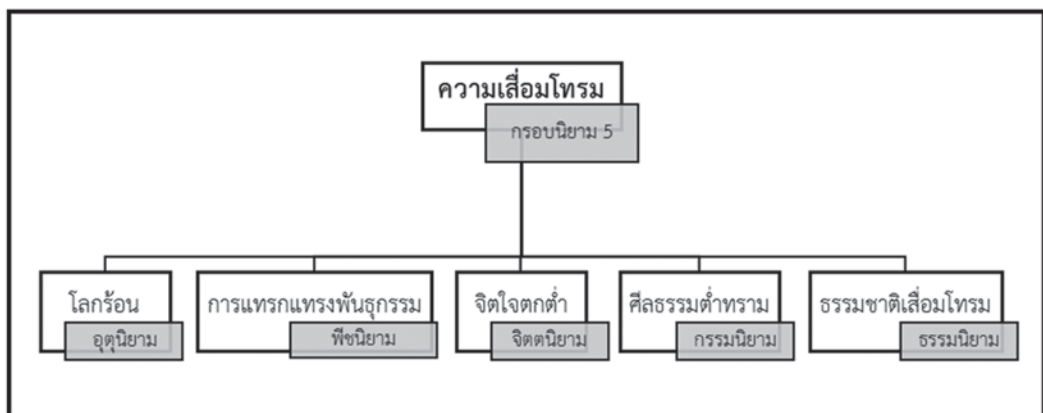 ความเสื่อมโทรม
กรอบนิยาม 5
โลกร้อน
อุตุนิยาม
การแทรกแทรงพันธุกรรม
พีชนิยาม
จิตใจตกต่ำ
จิตตนิยาม
ศีลธรรมต่ำทราม
กรรมนิยาม
ธรรมชาติเสื่อมโทรม
ธรรมนิยาม